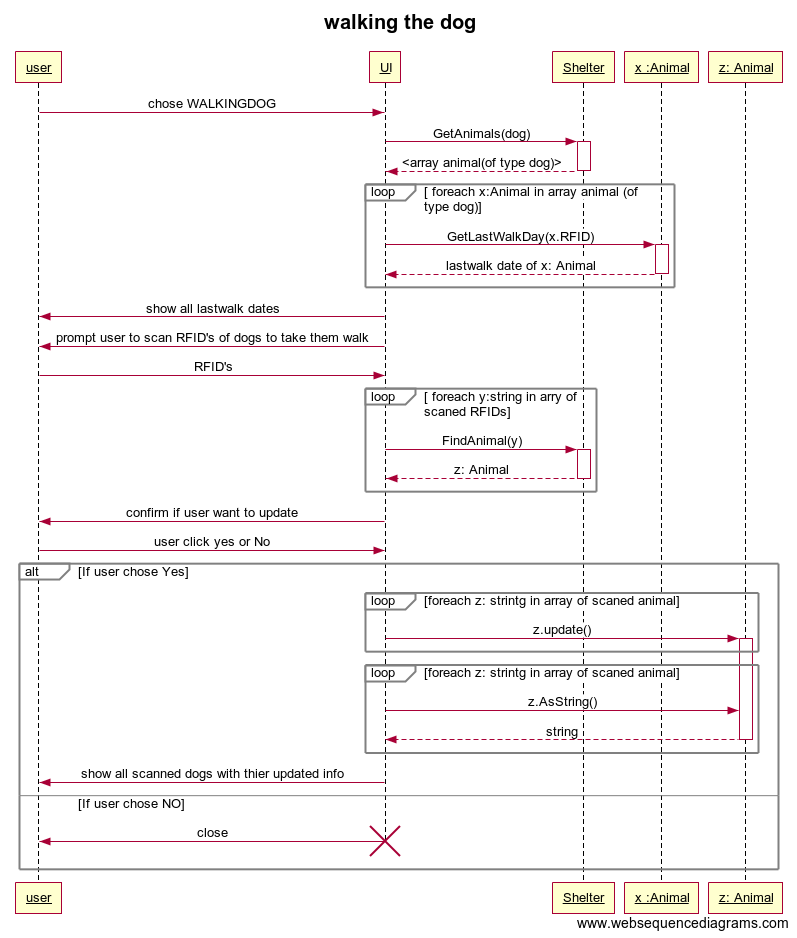 walking the dog
user UI Shelter x :Animal z: Animal
chose WALKINGDOG
GetAnimals(dog)
<array animal(of type dog)>
loop [ foreach x:Animal in array animal (of
type dog)]
GetLastWalkDay(x.RFID)
lastwalk date of x: Animal
show all lastwalk dates
prompt user to scan RFID's of dogs to take them walk
RFID's
loop [ foreach y:string in arry of
scaned RFIDs]
FindAnimal(y)
z: Animal
confirm if user want to update
user click yes or No
alt [If user chose Yes]
loop [foreach z: strintg in array of scaned animal]
z.update()
loop [foreach z: strintg in array of scaned animal]
z.AsString()
string
show all scanned dogs with thier updated info
[If user chose NO]
close
user Shelter x :Animal z: Animal
www.websequencediagrams.com